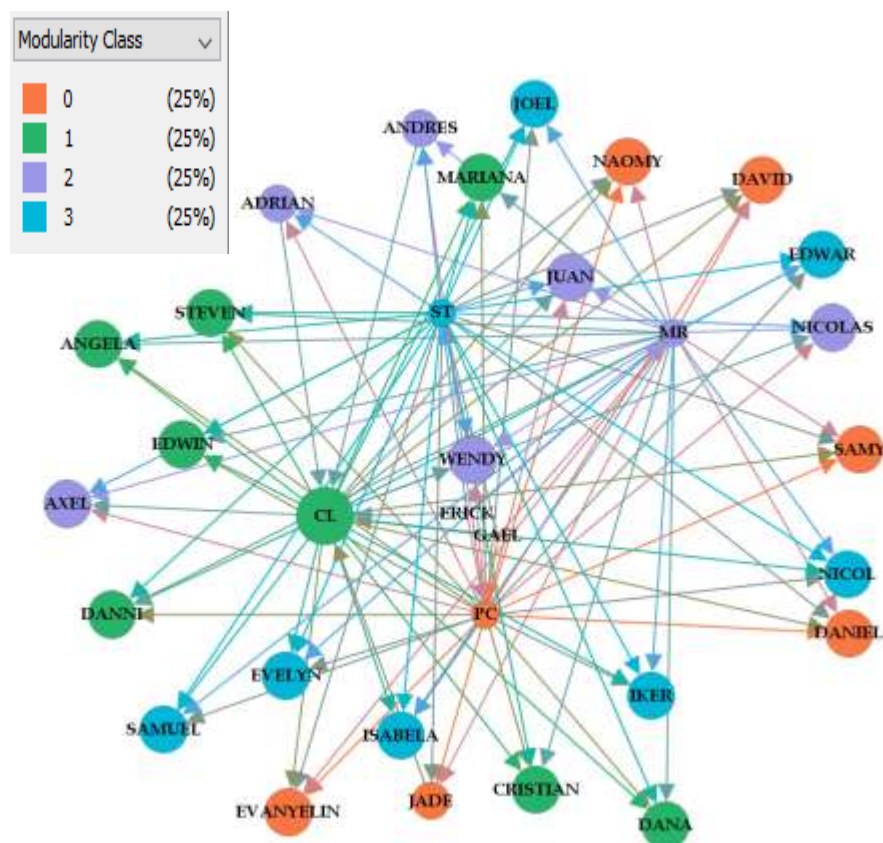 Modularity Class
0 (25%)
1 (25%)
2 (25%)
3 (25%)
JOEL
ANDRES
NAOMY
MARIANA
DAVID
ADRIAN
EDWAR
JUAN
STEVEN
ST
NICOLAS
MR
ANGELA
EDWIN
SAMY
WENDY
AXEL
CL
ERICK
GAEL
NICOL
DANNI
PC
DANIEL
EVELYN
IKER
SAMUEL
ISABELA
CRISTIAN
JADE
EVANYELIN
DANA